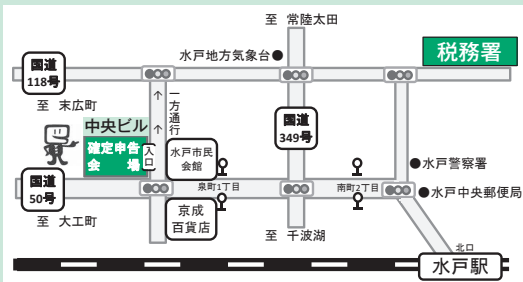 至 常陸太田
水戸地方気象台●
税務署
国道
118号
至 末広町
一方通行
中央ビル
確定申告
会場
入口
水戸市民
会館
国道
349号
●水戸警察署
国道
50号
泉町1丁目
南町2丁目
●水戸中央郵便局
至 大工町
京成
百貨店
至 千波湖
北口
水戸駅